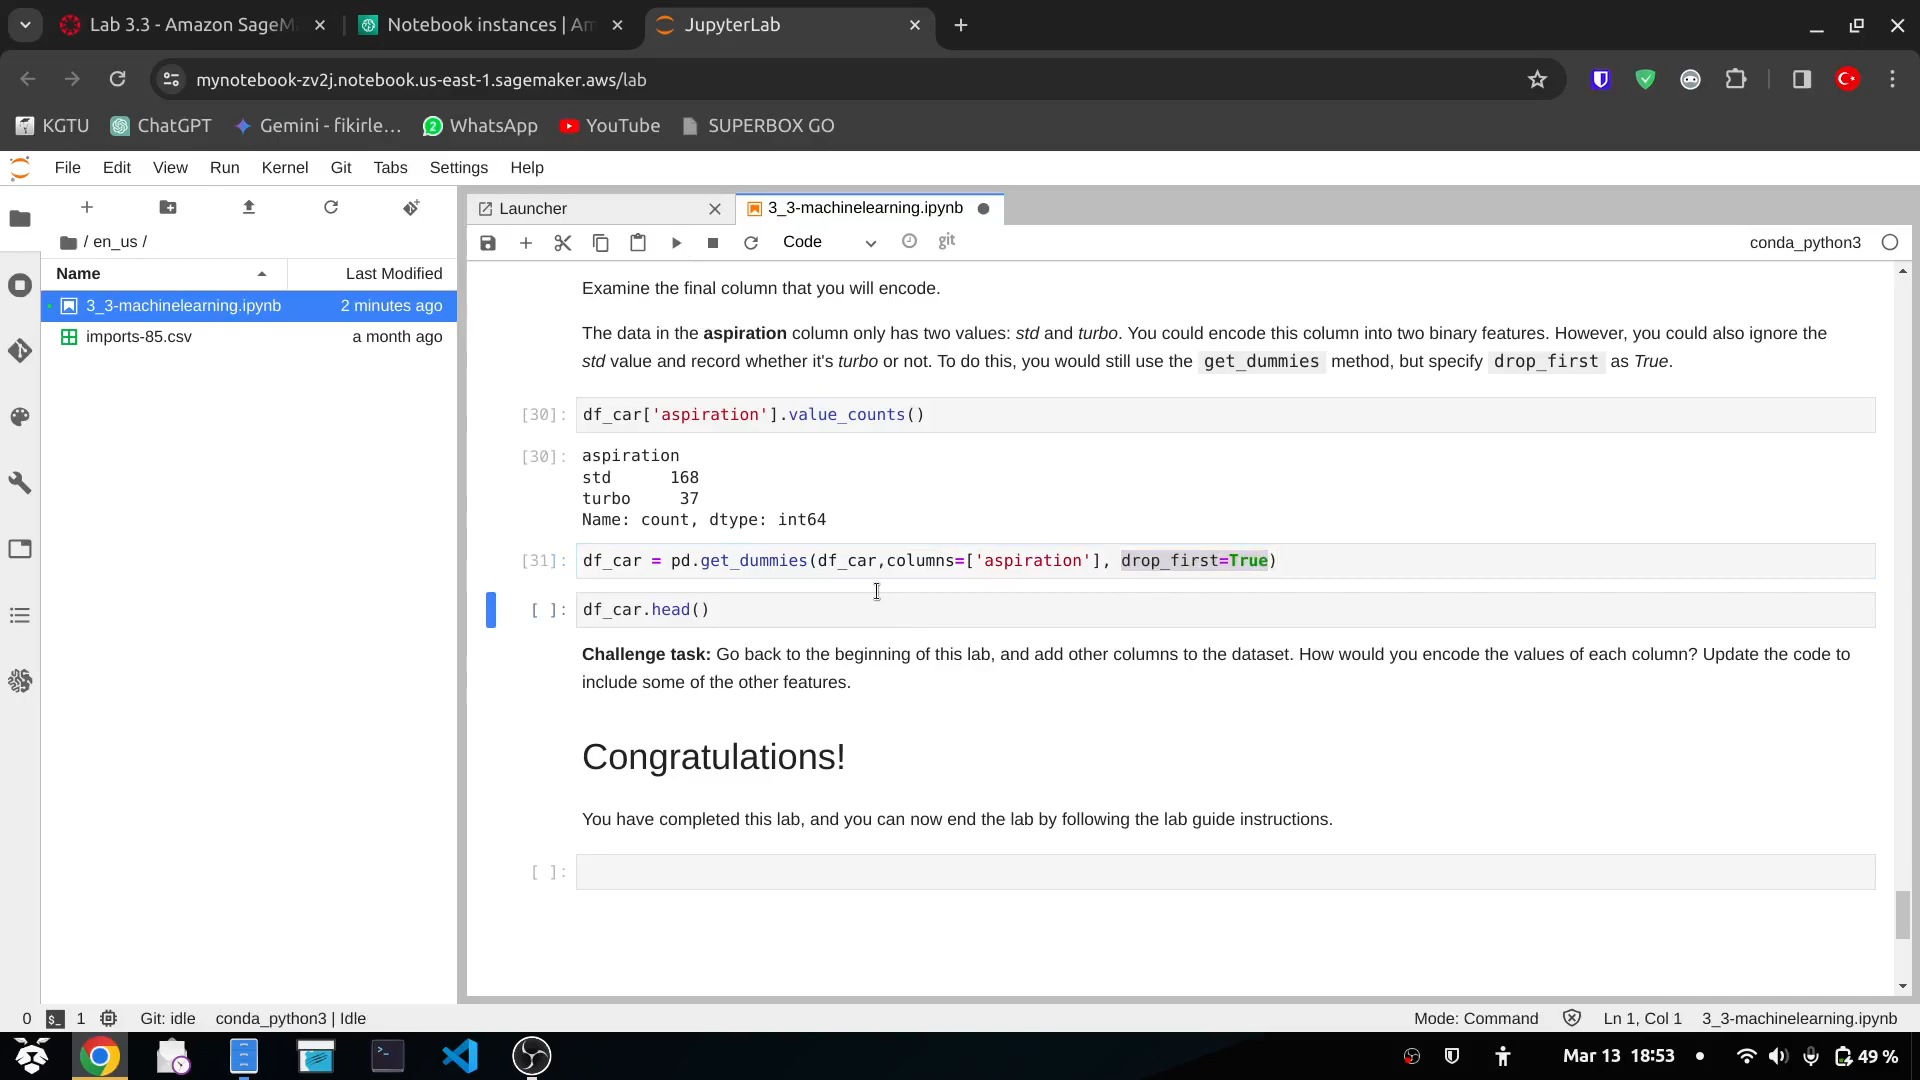 Lab 3.3 - Amazon SageM
Notebook instances | Am
JupyterLab
mynotebook-zv2j.notebook.us-east-1.sagemaker.aws/lab
KGTU
ChatGPT
Gemini - fikirle...
WhatsApp
YouTube
SUPERBOX GO
File Edit View Run Kernel Git Tabs Settings Help
/ en_us /
Name Last Modified
3_3-machinelearning.ipynb 2 minutes ago
imports-85.csv a month ago
Launcher
3_3-machinelearning.ipynb
Code
git
conda_python3
Examine the final column that you will encode.
The data in the aspiration column only has two values: std and turbo. You could encode this column into two binary features. However, you could also ignore the
std value and record whether it's turbo or not. To do this, you would still use the get_dummies method, but specify drop_first as True.
[30]: df_car['aspiration'].value_counts()
[30]: aspiration
std 168
turbo 37
Name: count, dtype: int64
[31]: df_car = pd.get_dummies(df_car,columns=['aspiration'], drop_first=True)
[ ]: df_car.head()
Challenge task: Go back to the beginning of this lab, and add other columns to the dataset. How would you encode the values of each column? Update the code to
include some of the other features.
Congratulations!
You have completed this lab, and you can now end the lab by following the lab guide instructions.
[ ]:
0 $_ 1 Git: idle conda_python3 | Idle
Mode: Command Ln 1, Col 1 3_3-machinelearning.ipynb
Mar 13 18:53
49 %